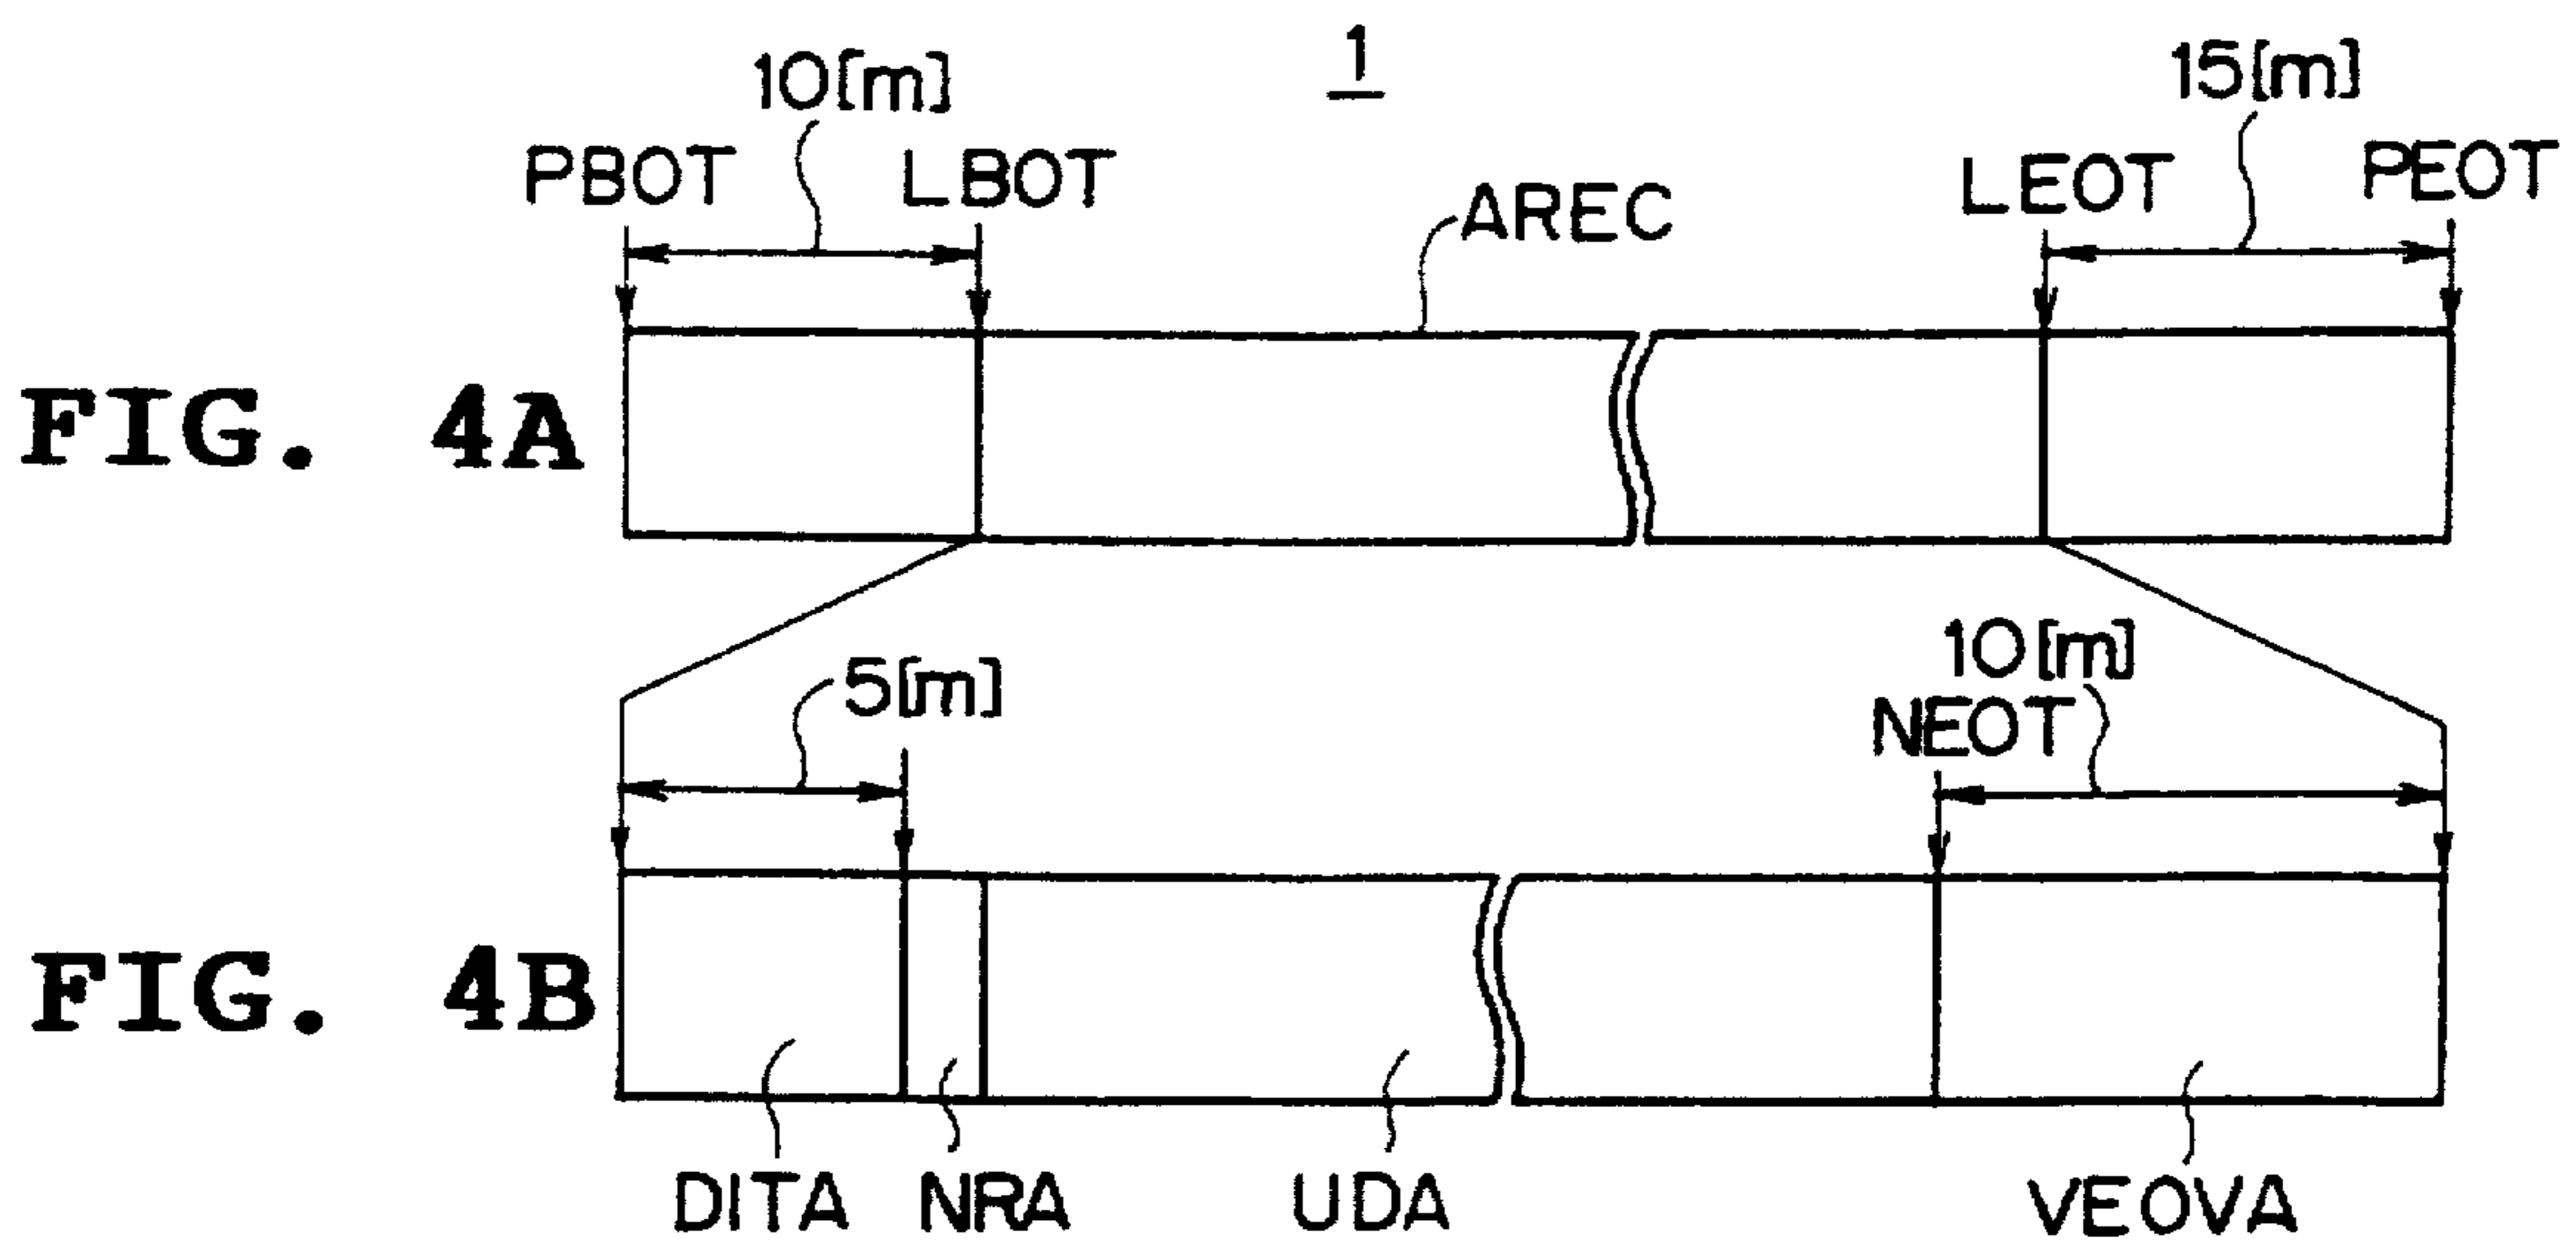 1
10[m]
15[m]
PBOT
LBOT
AREC
LEOT
PEOT
FIG. 4A
5[m]
10[m]
NEOT
FIG. 4B
DITA
NRA
UDA
VEOVA